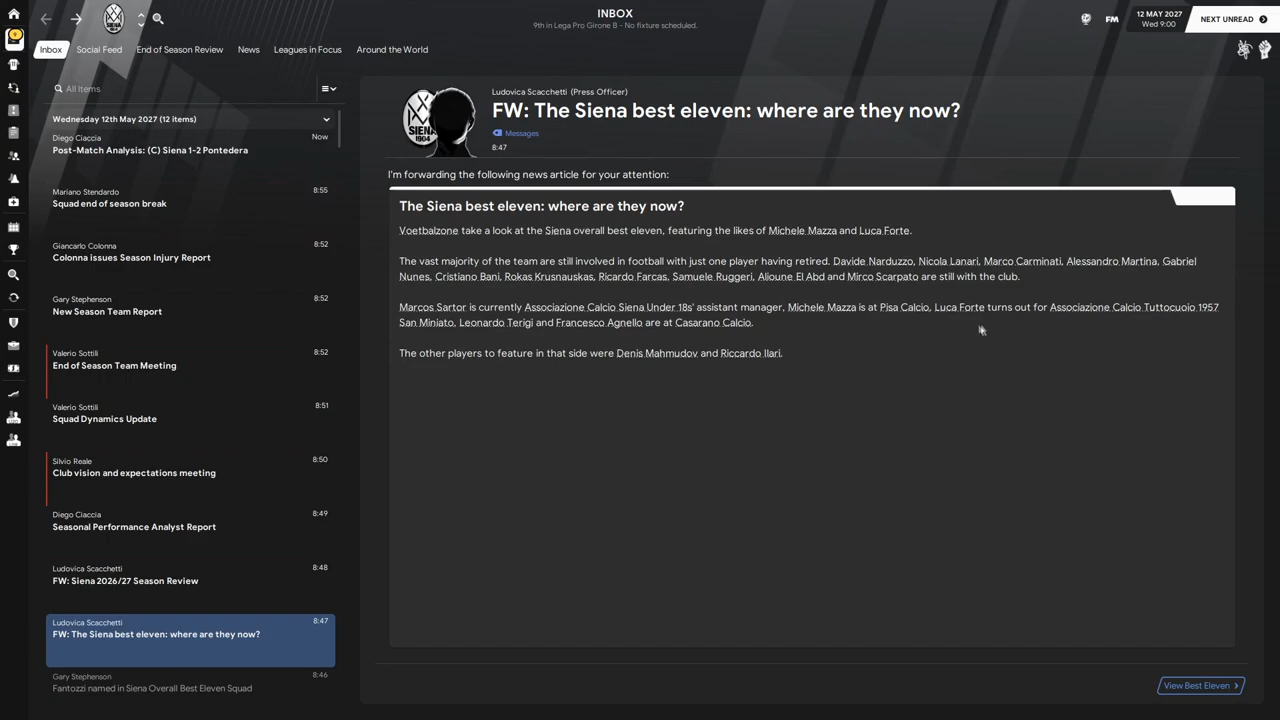 INBOX
9th in Lega Pro Girone B - No fixture scheduled.
FM
12 MAY 2027
Wed 9:00
NEXT UNREAD
Inbox
Social Feed
End of Season Review
News
Leagues in Focus
Around the World
All Items
Wednesday 12th May 2027 (12 items)
Diego Ciaccia
Now
Post-Match Analysis: (C) Siena 1-2 Pontedera
Mariano Stendardo
8:55
Squad end of season break
Giancarlo Colonna
8:52
Colonna issues Season Injury Report
Gary Stephenson
8:52
New Season Team Report
Valerio Sottili
8:52
End of Season Team Meeting
Valerio Sottili
8:51
Squad Dynamics Update
Silvio Reale
8:50
Club vision and expectations meeting
Diego Ciaccia
8:49
Seasonal Performance Analyst Report
Ludovica Scacchetti
8:48
FW: Siena 2026/27 Season Review
Ludovica Scacchetti
8:47
FW: The Siena best eleven: where are they now?
Gary Stephenson
8:46
Fantozzi named in Siena Overall Best Eleven Squad
SIENA
1904
Ludovica Scacchetti (Press Officer)
FW: The Siena best eleven: where are they now?
Messages
8:47
I'm forwarding the following news article for your attention:
The Siena best eleven: where are they now?
Voetbalzone take a look at the Siena overall best eleven, featuring the likes of Michele Mazza and Luca Forte.
The vast majority of the team are still involved in football with just one player having retired. Davide Narduzzo, Nicola Lanari, Marco Carminati, Alessandro Martina, Gabriel
Nunes, Cristiano Bani, Rokas Krusnauskas, Ricardo Farcas, Samuele Ruggeri, Alioune El Abd and Mirco Scarpato are still with the club.
Marcos Sartor is currently Associazione Calcio Siena Under 18s' assistant manager, Michele Mazza is at Pisa Calcio, Luca Forte turns out for Associazione Calcio Tuttocuoio 1957
San Miniato, Leonardo Terigi and Francesco Agnello are at Casarano Calcio.
The other players to feature in that side were Denis Mahmudov and Riccardo Ilari.
View Best Eleven